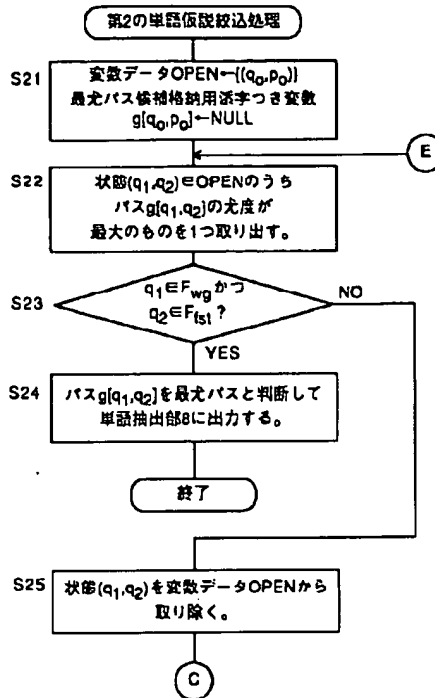 第2の単語仮説絞込処理
S21
変数データOPEN←{(q0,p0)}
最尤パス候補格納用添字つき変数
g[q0,p0]←NULL
E
S22
状態(q1,q2)∈OPENのうち
パスg[q1,q2]の尤度が
最大のものを1つ取り出す。
S23
q1∈Fwgかつ
q2∈Ffst?
NO
YES
S24
パスg[q1,q2]を最尤パスと判断して
単語抽出部8に出力する。
終了
S25
状態(q1,q2)を変数データOPENから
取り除く。
G